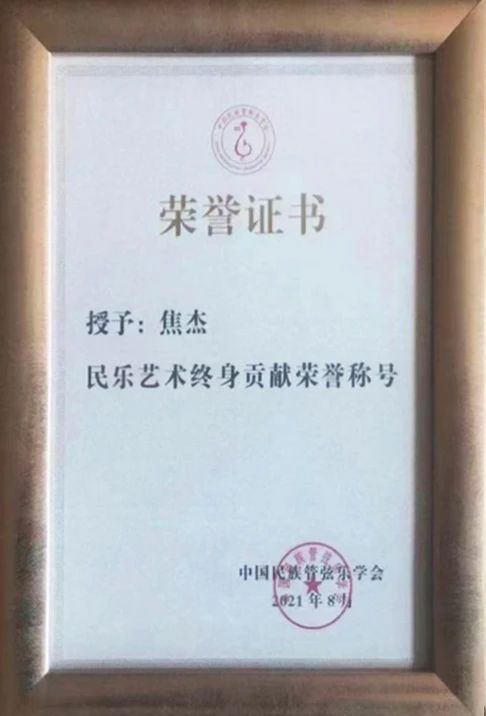 荣誉证书
授予：焦杰
民乐艺术终身贡献荣誉称号
中国民族管弦乐学会
2021年8月